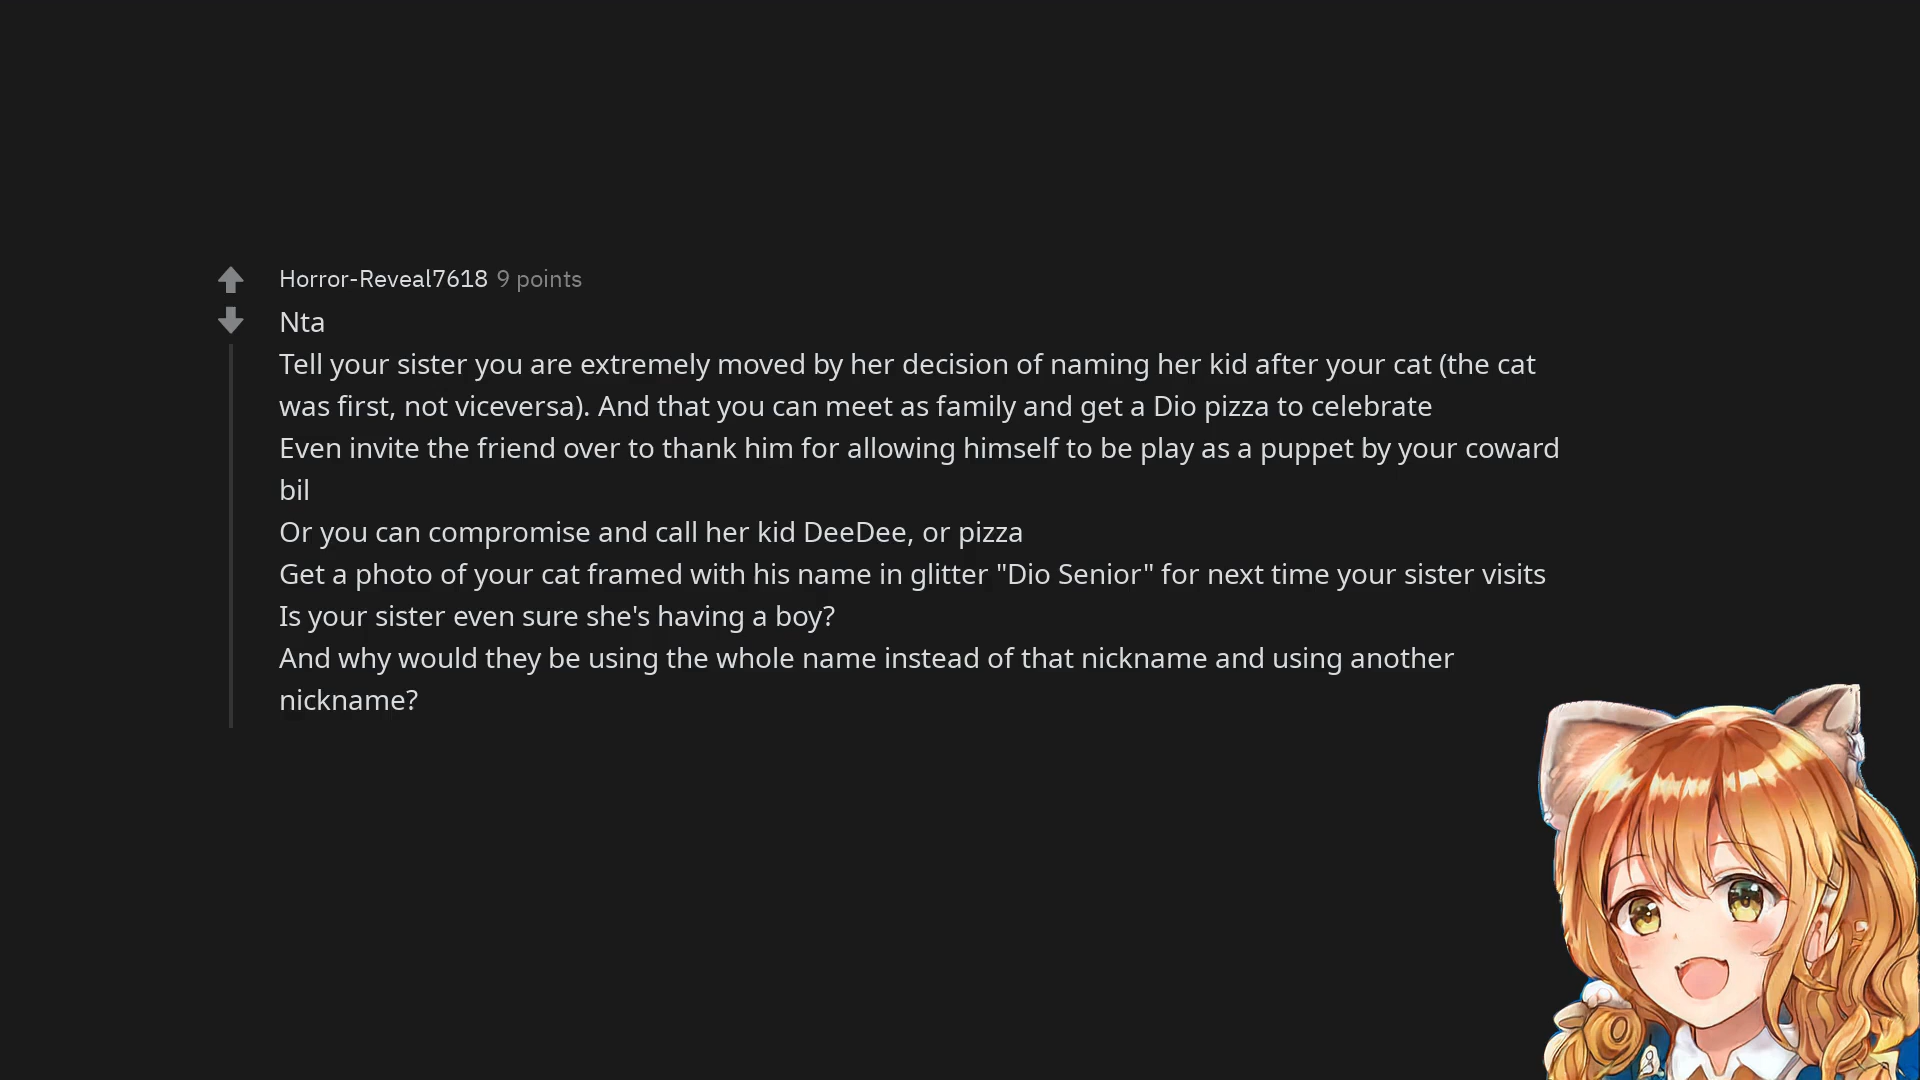 Horror-Reveal7618 9 points
Nta
Tell your sister you are extremely moved by her decision of naming her kid after your cat (the cat
was first, not viceversa). And that you can meet as family and get a Dio pizza to celebrate
Even invite the friend over to thank him for allowing himself to be play as a puppet by your coward
bil
Or you can compromise and call her kid DeeDee, or pizza
Get a photo of your cat framed with his name in glitter "Dio Senior" for next time your sister visits
Is your sister even sure she's having a boy?
And why would they be using the whole name instead of that nickname and using another
nickname?